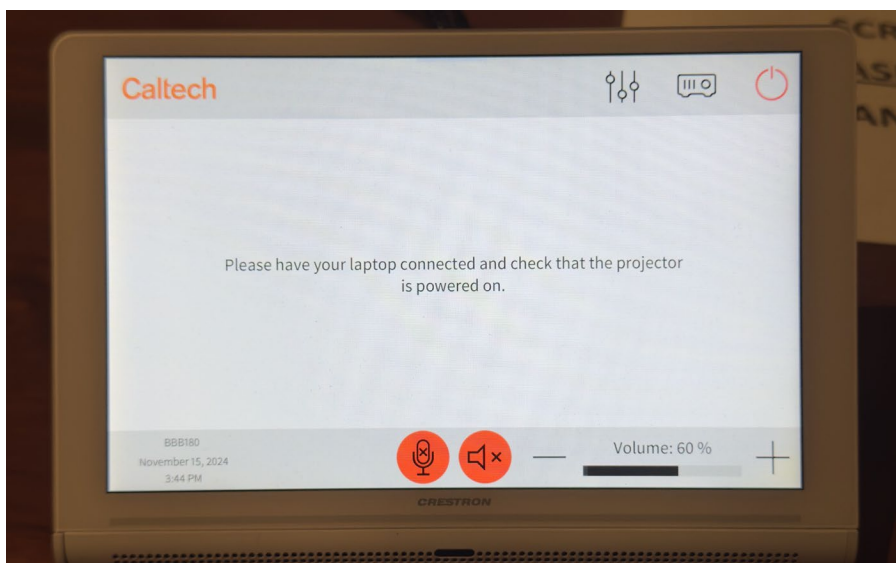 Caltech
Please have your laptop connected and check that the projector
is powered on.
BBB180
November 15, 2024
3:44 PM
Volume: 60 %
CRESTRON